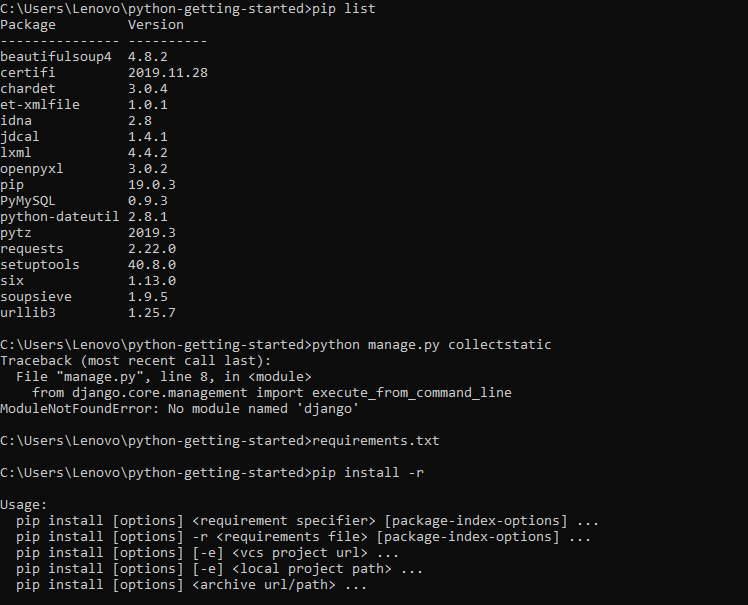 C:\Users\Lenovo\python-getting-started>pip list
Package         Version
--------------- ----------
beautifulsoup4  4.8.2
certifi         2019.11.28
chardet         3.0.4
et-xmlfile      1.0.1
idna            2.8
jdcal           1.4.1
lxml            4.4.2
openpyxl        3.0.2
pip             19.0.3
PyMySQL         0.9.3
python-dateutil 2.8.1
pytz            2019.3
requests        2.22.0
setuptools      40.8.0
six             1.13.0
soupsieve       1.9.5
urllib3         1.25.7
C:\Users\Lenovo\python-getting-started>python manage.py collectstatic
Traceback (most recent call last):
  File "manage.py", line 8, in <module>
    from django.core.management import execute_from_command_line
ModuleNotFoundError: No module named 'django'
C:\Users\Lenovo\python-getting-started>requirements.txt
C:\Users\Lenovo\python-getting-started>pip install -r
Usage:
  pip install [options] <requirement specifier> [package-index-options] ...
  pip install [options] -r <requirements file> [package-index-options] ...
  pip install [options] [-e] <vcs project url> ...
  pip install [options] [-e] <local project path> ...
  pip install [options] <archive url/path> ...